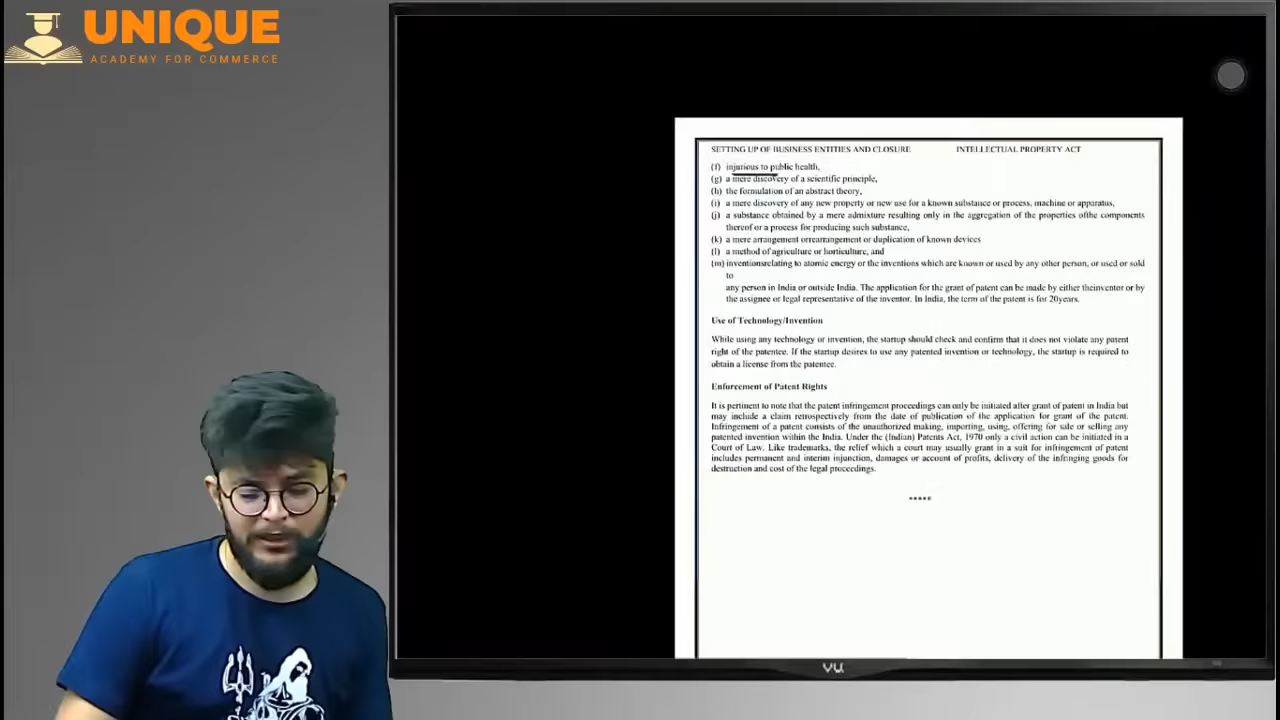 UNIQUE
ACADEMY FOR COMMERCE
SETTING UP OF BUSINESS ENTITIES AND CLOSURE INTELLECTUAL PROPERTY ACT
(f) injurious to public health,
(g) a mere discovery of a scientific principle,
(h) the formulation of an abstract theory,
(i) a mere discovery of any new property or new use for a known substance or process, machine or apparatus,
(j) a substance obtained by a mere admixture resulting only in the aggregation of the properties ofthe components
thereof or a process for producing such substance,
(k) a mere arrangement orrearrangement or duplication of known devices
(l) a method of agriculture or horticulture, and
(m) inventionsrelating to atomic energy or the inventions which are known or used by any other person, or used or sold
to
any person in India or outside India. The application for the grant of patent can be made by either theinventor or by
the assignee or legal representative of the inventor. In India, the term of the patent is for 20years.
Use of Technology/Invention
While using any technology or invention, the startup should check and confirm that it does not violate any patent
right of the patentee. If the startup desires to use any patented invention or technology, the startup is required to
obtain a license from the patentee.
Enforcement of Patent Rights
It is pertinent to note that the patent infringement proceedings can only be initiated after grant of patent in India but
may include a claim retrospectively from the date of publication of the application for grant of the patent.
Infringement of a patent consists of the unauthorized making, importing, using, offering for sale or selling any
patented invention within the India. Under the (Indian) Patents Act, 1970 only a civil action can be initiated in a
Court of Law. Like trademarks, the relief which a court may usually grant in a suit for infringement of patent
includes permanent and interim injunction, damages or account of profits, delivery of the infringing goods for
destruction and cost of the legal proceedings.
*****
VU